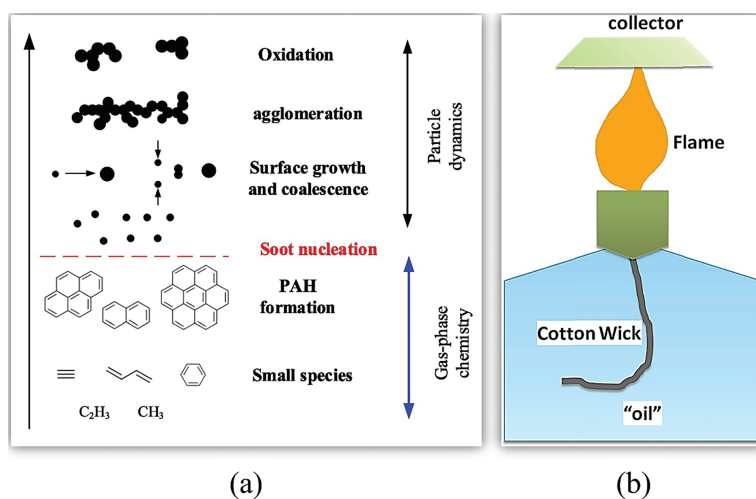 Oxidation
agglomeration
Surface growth
and coalescence
Soot nucleation
PAH
formation
Small species
C₂H₃ CH₃
Particle
dynamics
Gas-phase
chemistry
(a)
collector
Flame
Cotton Wick
“oil”
(b)